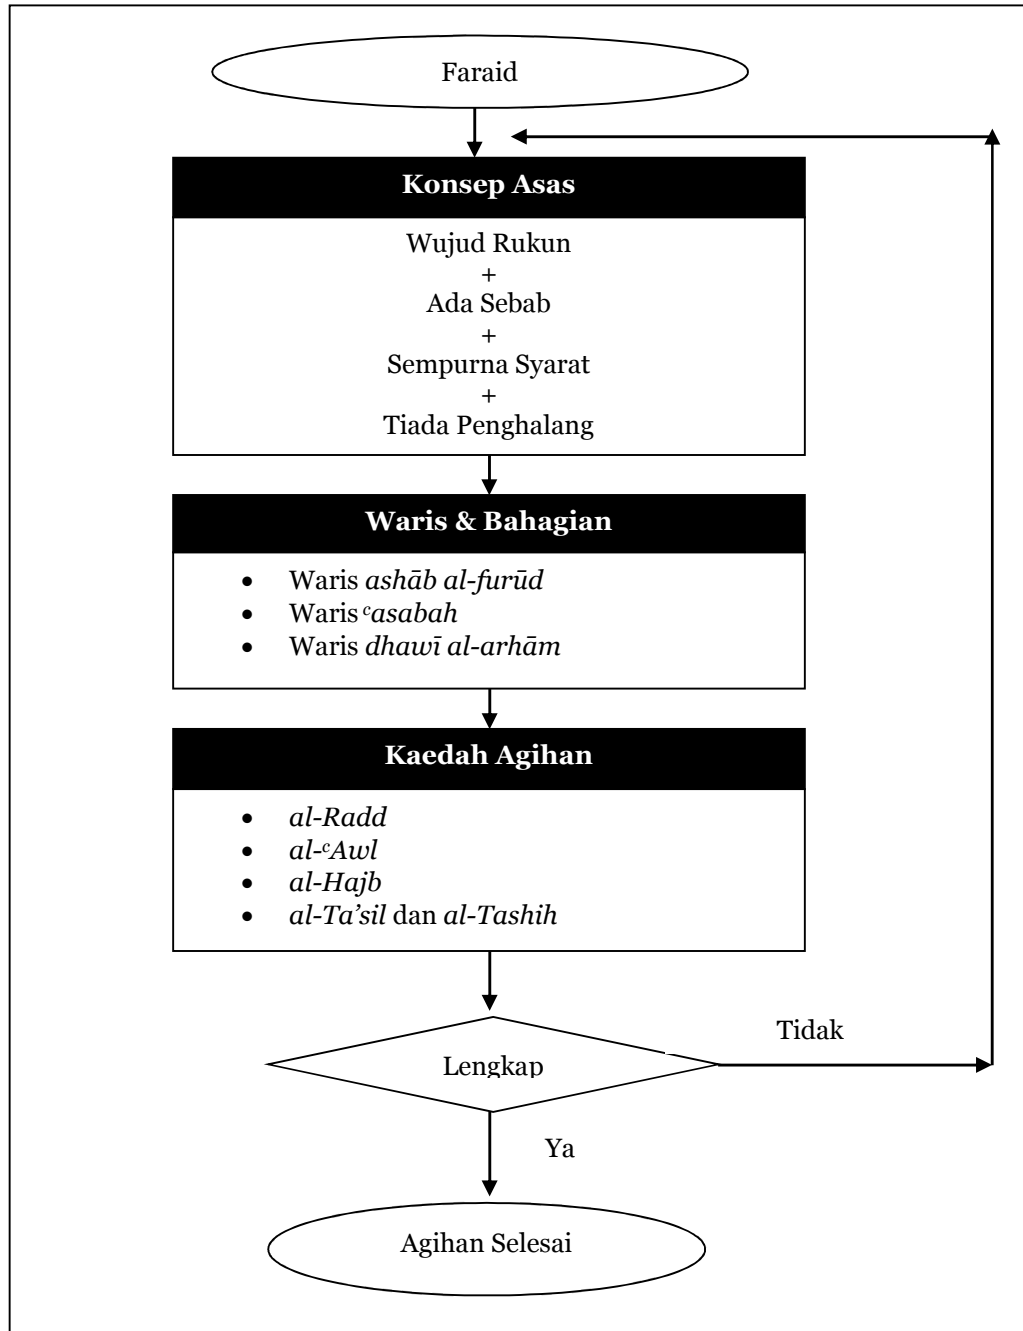 Faraid
Konsep Asas
Wujud Rukun
+
Ada Sebab
+
Sempurna Syarat
+
Tiada Penghalang
Waris & Bahagian
• Waris ashāb al-furūd
• Waris ᶜasabah
• Waris dhawī al-arhām
Kaedah Agihan
• al-Radd
• al-ᶜAwl
• al-Hajb
• al-Ta’sil dan al-Tashih
Tidak
Lengkap
Ya
Agihan Selesai